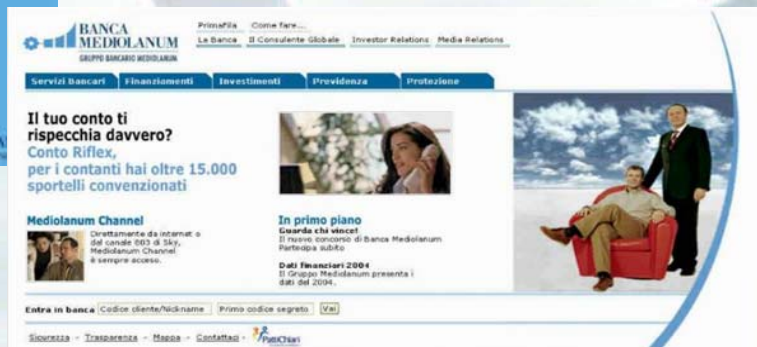 BANCA
MEDIOLANUM
GRUPPO BANCARIO MEDIOLANUM
Primafila Come fare...
La Banca Il Consulente Globale Investor Relations Media Relations
Servizi Bancari Finanziamenti Investimenti Previdenza Protezione
Il tuo conto ti
rispecchia davvero?
Conto Riflex,
per i contanti hai oltre 15.000
sportelli convenzionati
Mediolanum Channel
Direttamente da internet o
dal canale 803 di Sky,
Mediolanum Channel
è sempre acceso.
In primo piano
Guarda chi vince!
Il nuovo concorso di Banca Mediolanum
Partecipa subito
Dati finanziari 2004
Il Gruppo Mediolanum presenta i
dati del 2004.
Entra in banca Codice cliente/Nickname Primo codice segreto Vai
Sicurezza - Trasparenza - Mappa - Contattaci - PattiChiari